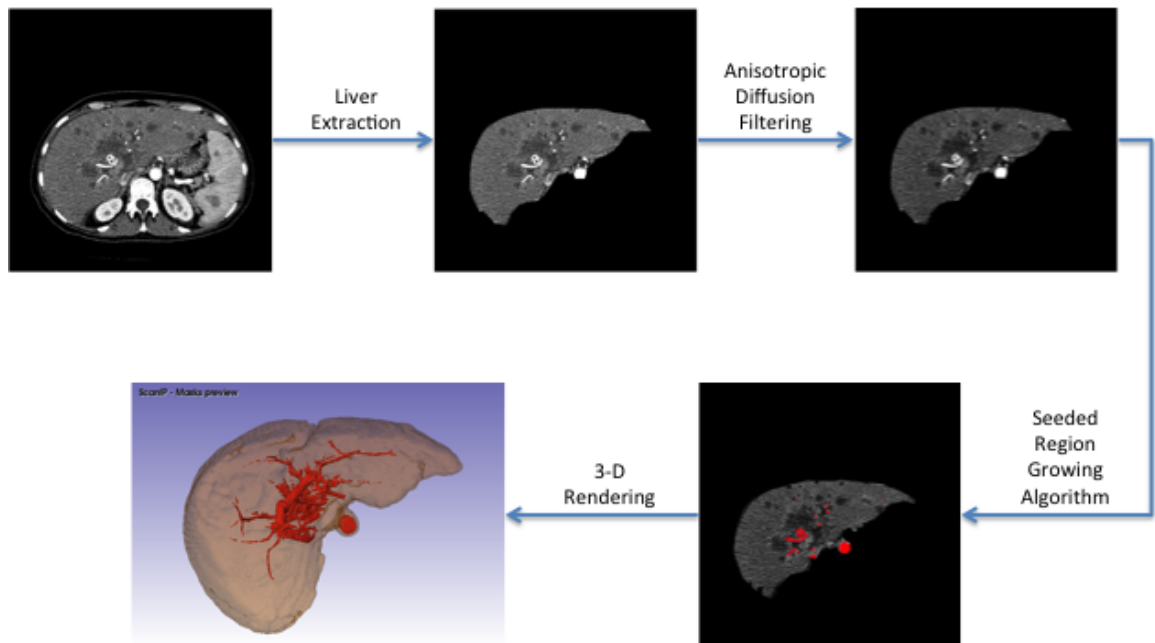 Liver
Extraction
Anisotropic
Diffusion
Filtering
Seeded
Region
Growing
Algorithm
3-D
Rendering
ScanIP - Masks preview